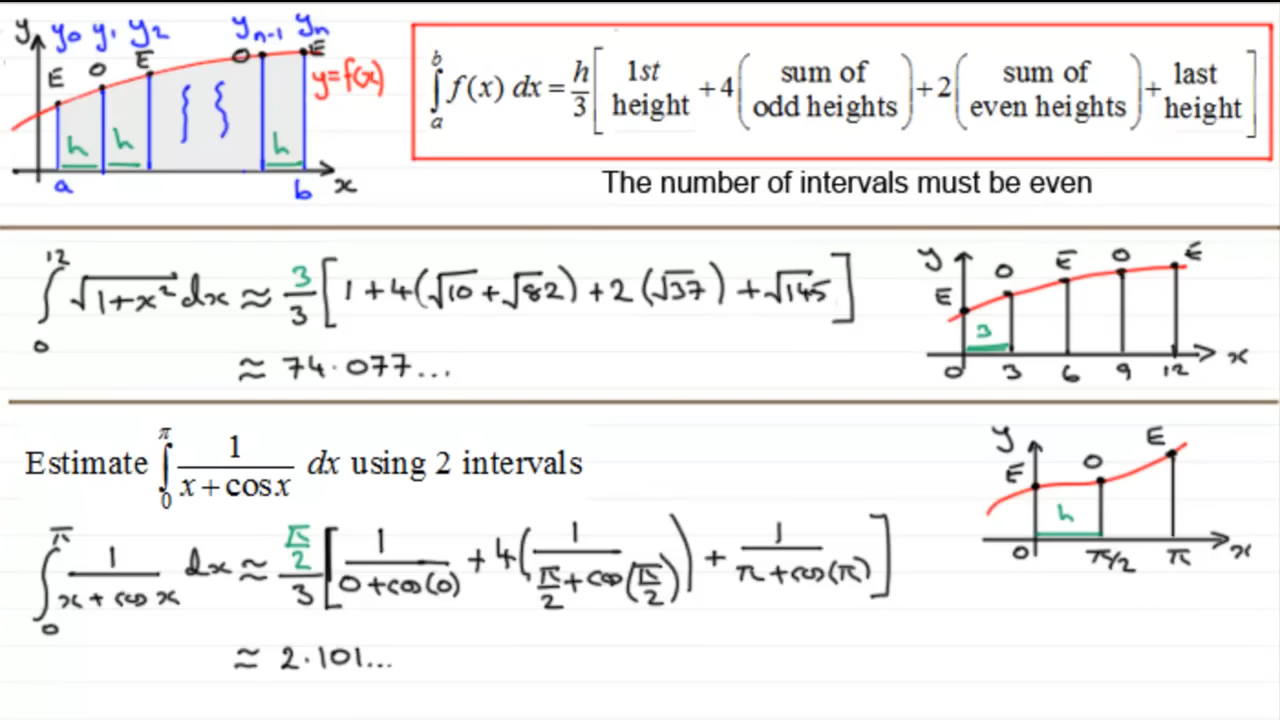 y y₀ y₁ y₂ yₙ₋₁ yₙ
E O E O E
y=f(x)
h h h
a b x
∫ₐᵇ f(x) dx = h/3 [ 1st height + 4 ( sum of odd heights ) + 2 ( sum of even heights ) + last height ]
The number of intervals must be even
∫₀¹² √(1+x²) dx ≈ 3/3 [ 1 + 4(√10 + √82) + 2(√37) + √145 ]
≈ 74.077...
y
E O E O E
3
0 3 6 9 12 x
Estimate ∫₀^π 1/(x + cos x) dx using 2 intervals
∫₀^π 1/(x + cos x) dx ≈ (π/2)/3 [ 1/(0+cos(0)) + 4( 1/(π/2 + cos(π/2)) ) + 1/(π + cos(π)) ]
≈ 2.101...
y
E O E
h
0 π/2 π x